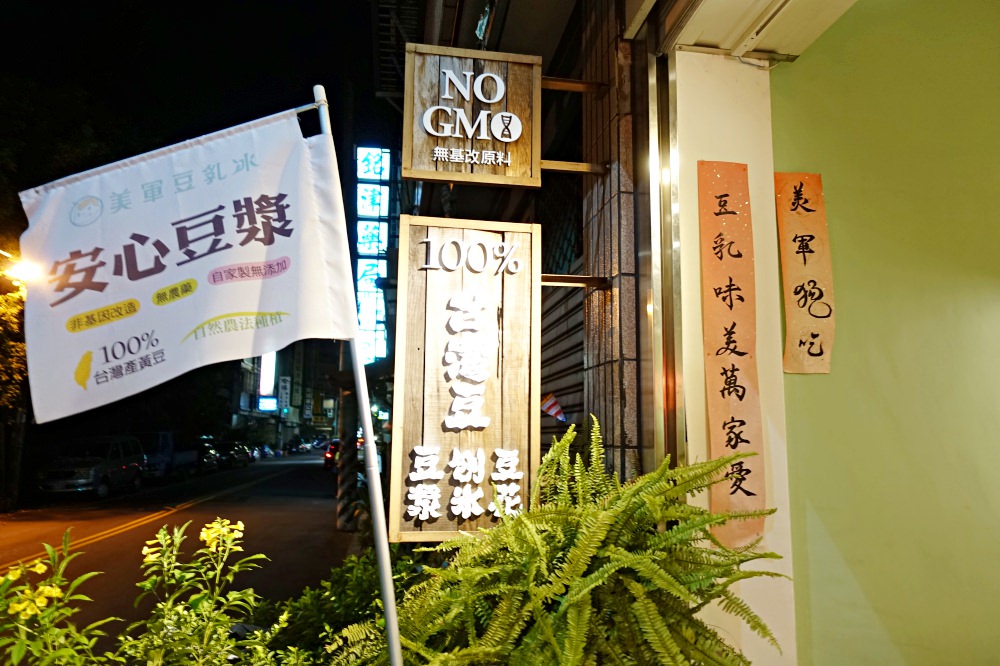 美軍豆乳冰
安心豆漿
非基因改造
無農藥
自家製無添加
100%
台灣產黃豆
自然農法種植
NO
GMO
無基改原料
100%
台灣豆
豆花
刨冰
豆漿
豆乳味美萬家愛
美軍夠吃